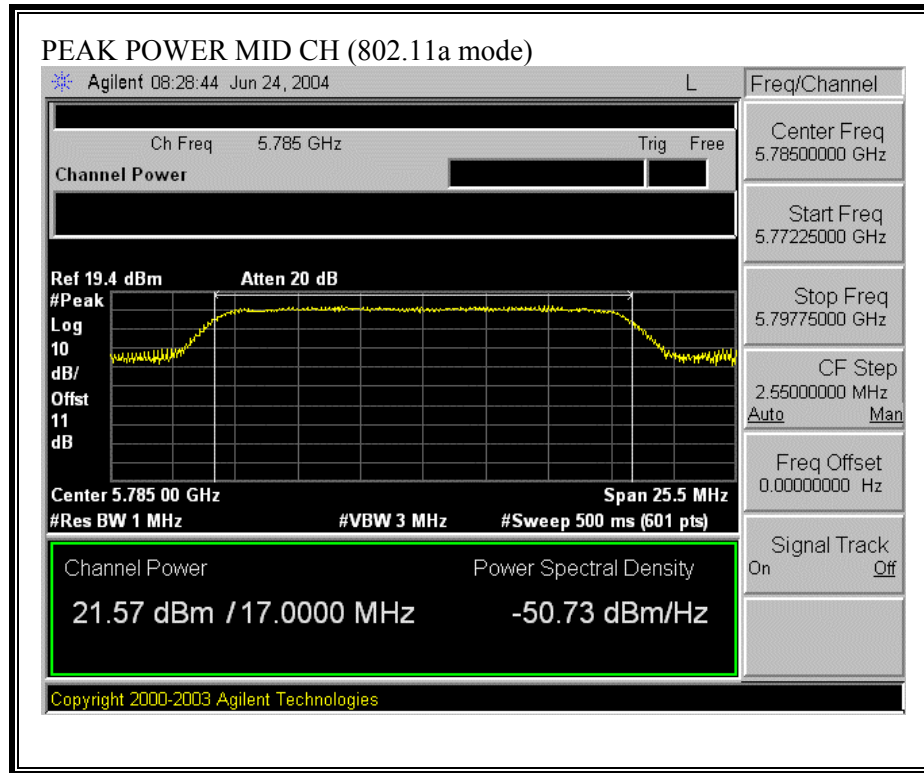 PEAK POWER MID CH (802.11a mode)
Agilent 08:28:44 Jun 24, 2004 L
Freq/Channel
Ch Freq 5.785 GHz Trig Free
Channel Power
Center Freq
5.78500000 GHz
Start Freq
5.77225000 GHz
Stop Freq
5.79775000 GHz
CF Step
2.55000000 MHz
Auto Man
Freq Offset
0.00000000 Hz
Signal Track
On Off
Ref 19.4 dBm Atten 20 dB
#Peak
Log
10
dB/
Offst
11
dB
Center 5.785 00 GHz Span 25.5 MHz
#Res BW 1 MHz #VBW 3 MHz #Sweep 500 ms (601 pts)
Channel Power Power Spectral Density
21.57 dBm / 17.0000 MHz -50.73 dBm/Hz
Copyright 2000-2003 Agilent Technologies